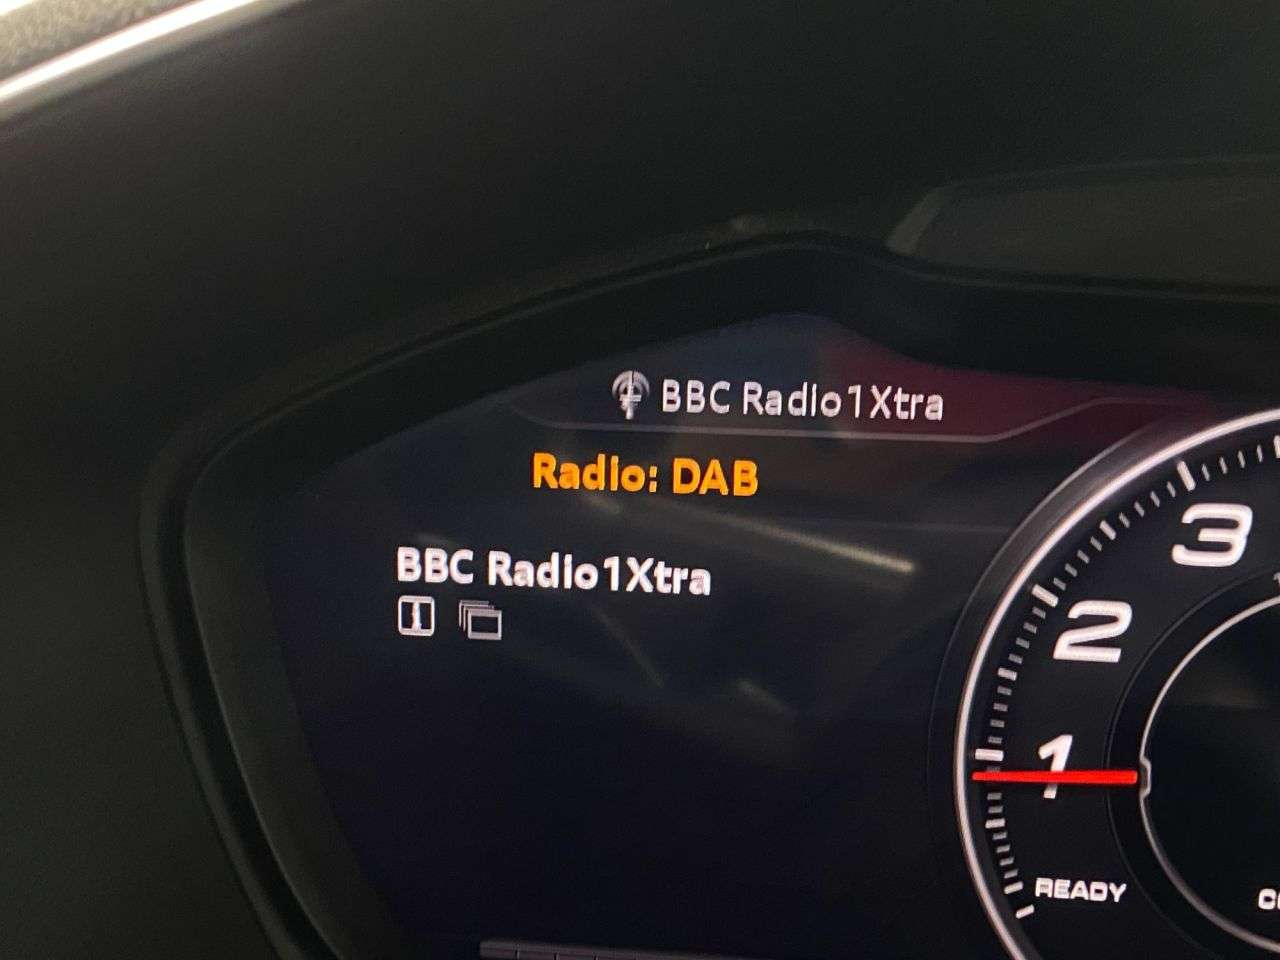 BBC Radio1Xtra
Radio: DAB
BBC Radio1Xtra
3
2
1
READY